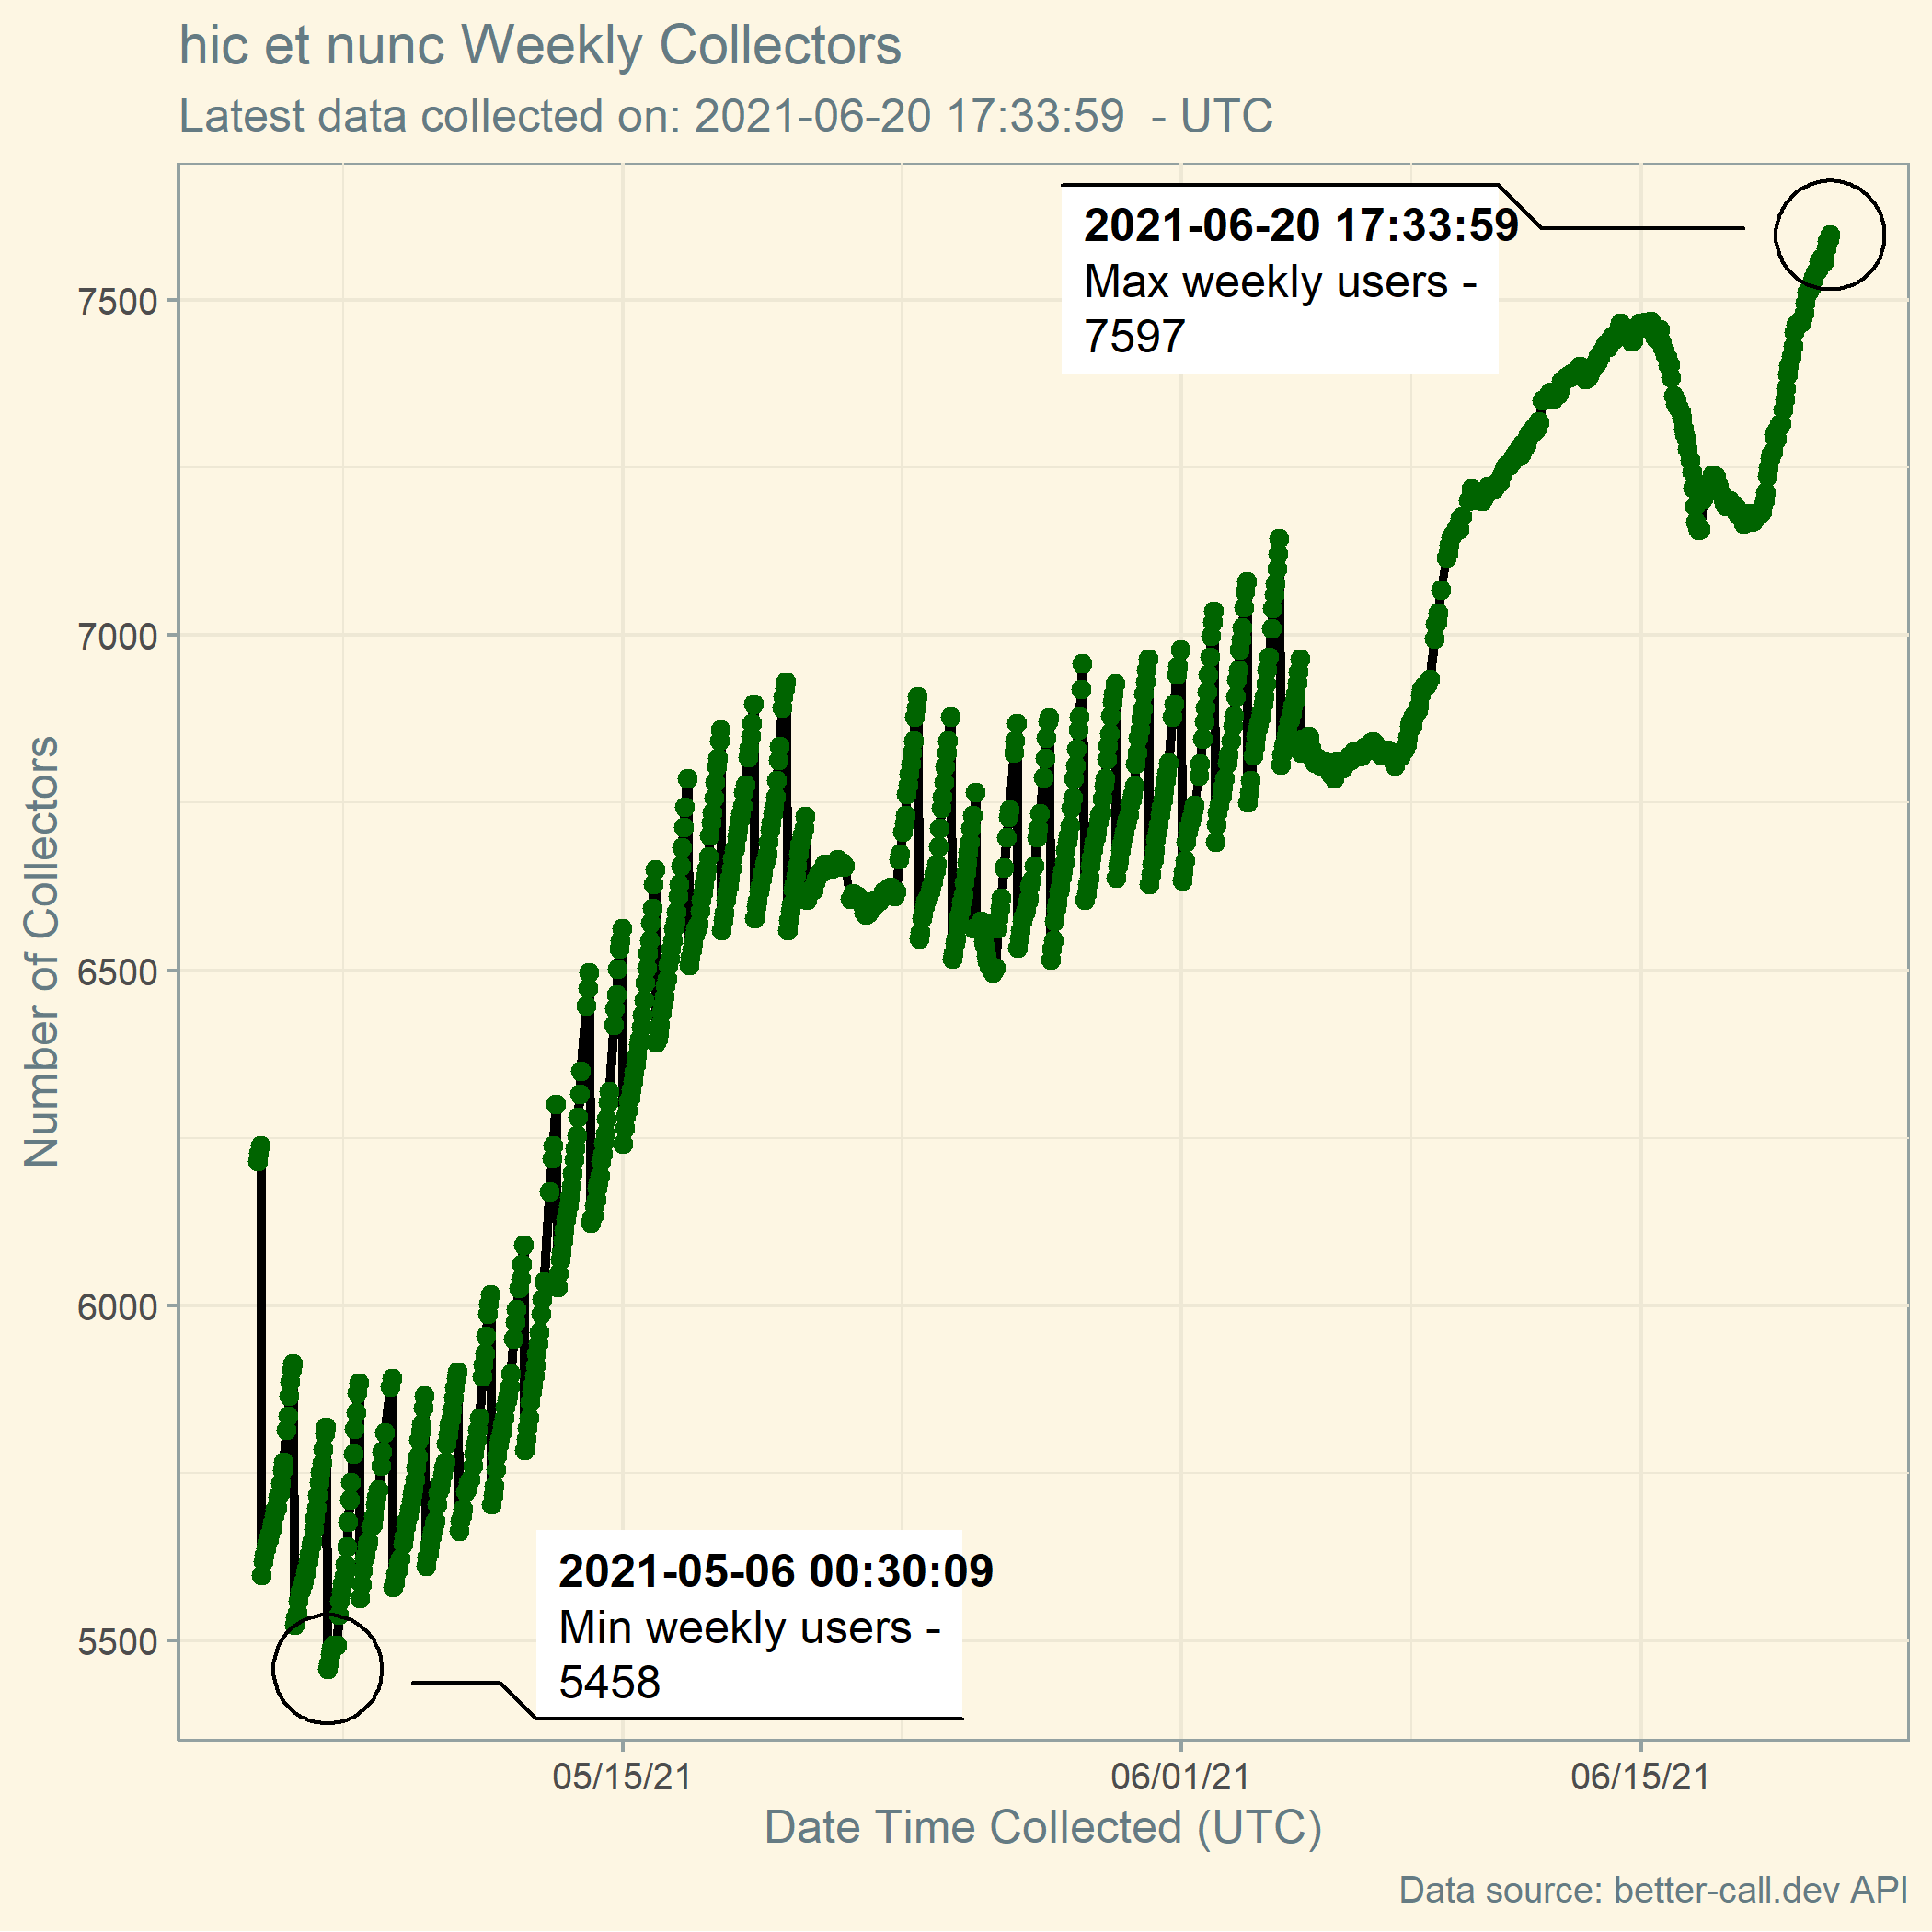 hic et nunc Weekly Collectors
Latest data collected on: 2021-06-20 17:33:59  - UTC
2021-06-20 17:33:59
Max weekly users -
7597
7500
7000
6500
6000
5500
Number of Collectors
2021-05-06 00:30:09
Min weekly users -
5458
05/15/21
06/01/21
06/15/21
Date Time Collected (UTC)
Data source: better-call.dev API